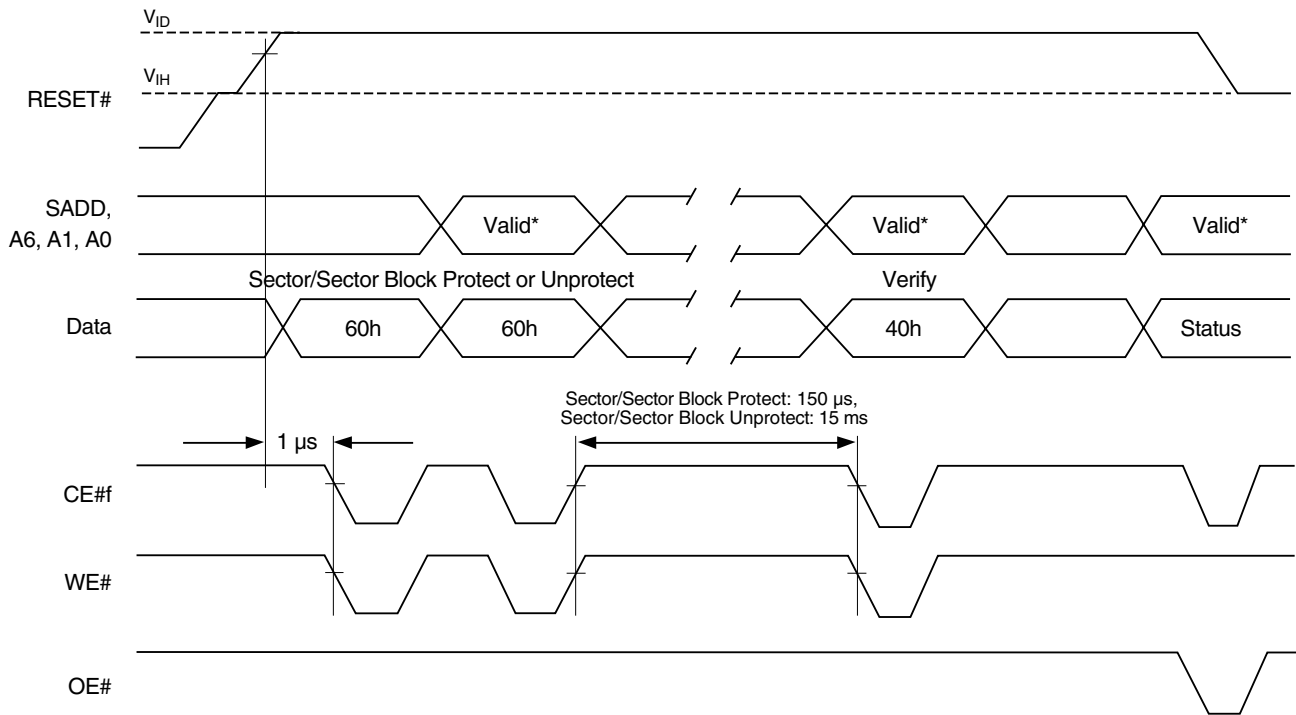 VID
VIH
RESET#
SADD,
A6, A1, A0
Valid*
Valid*
Valid*
Sector/Sector Block Protect or Unprotect
Verify
Data
60h
60h
40h
Status
Sector/Sector Block Protect: 150 µs,
Sector/Sector Block Unprotect: 15 ms
1 µs
CE#f
WE#
OE#